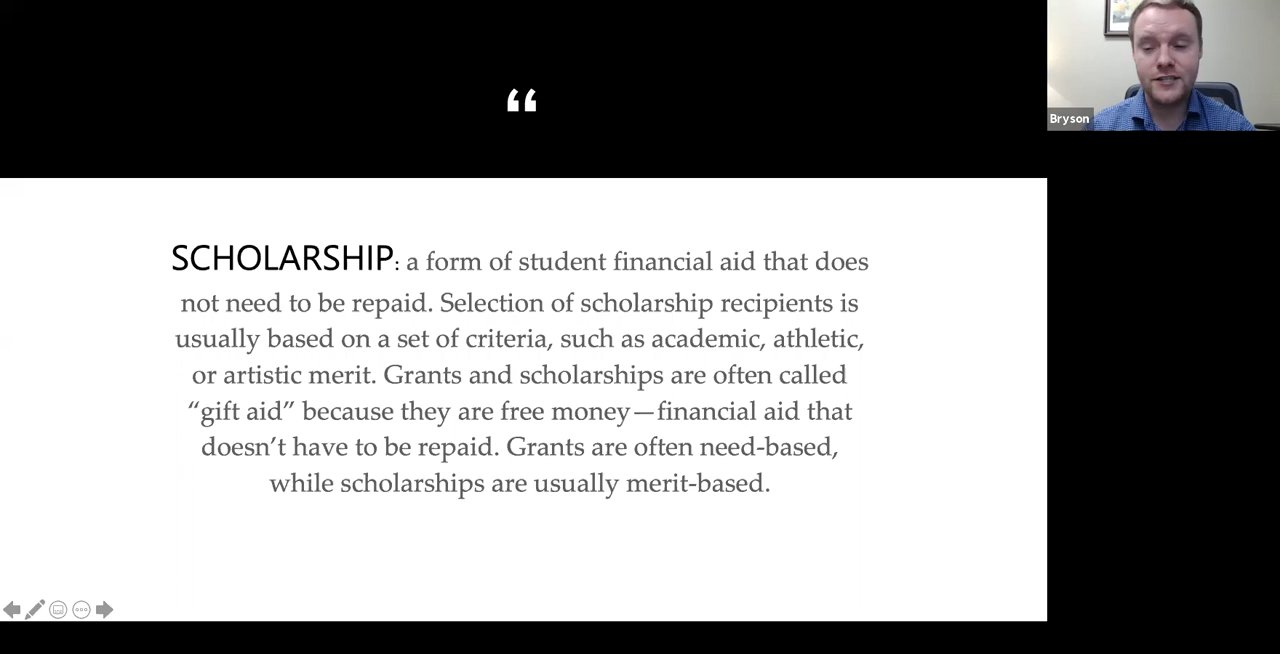 “
Bryson
SCHOLARSHIP: a form of student financial aid that does
not need to be repaid. Selection of scholarship recipients is
usually based on a set of criteria, such as academic, athletic,
or artistic merit. Grants and scholarships are often called
“gift aid” because they are free money—financial aid that
doesn’t have to be repaid. Grants are often need-based,
while scholarships are usually merit-based.